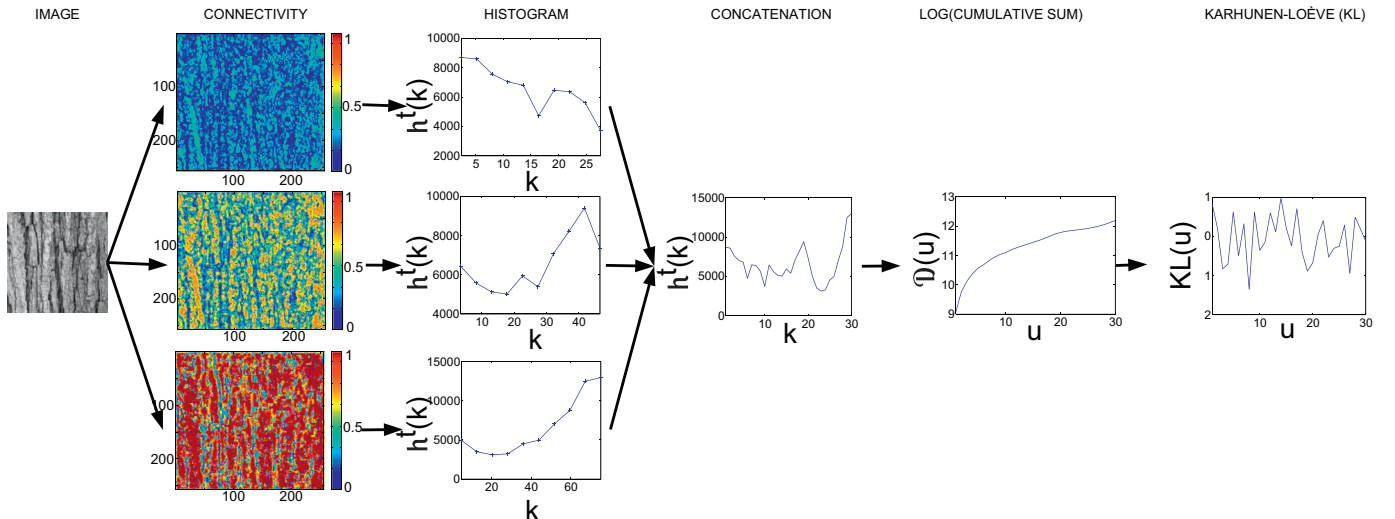 IMAGE CONNECTIVITY HISTOGRAM CONCATENATION LOG(CUMULATIVE SUM) KARHUNEN-LOÈVE (KL)
100
200
100 200
1
0.5
0
10000
8000
6000
4000
2000
5 10 15 20 25
h^t(k)
k
100
200
100 200
1
0.5
0
10000
8000
6000
4000
10 20 30 40
h^t(k)
k
100
200
100 200
1
0.5
0
15000
10000
5000
0
20 40 60
h^t(k)
k
15000
10000
5000
0
10 20 30
h^t(k)
k
13
12
11
10
9
10 20 30
𝔇(u)
u
1
0
1
2
10 20 30
KL(u)
u